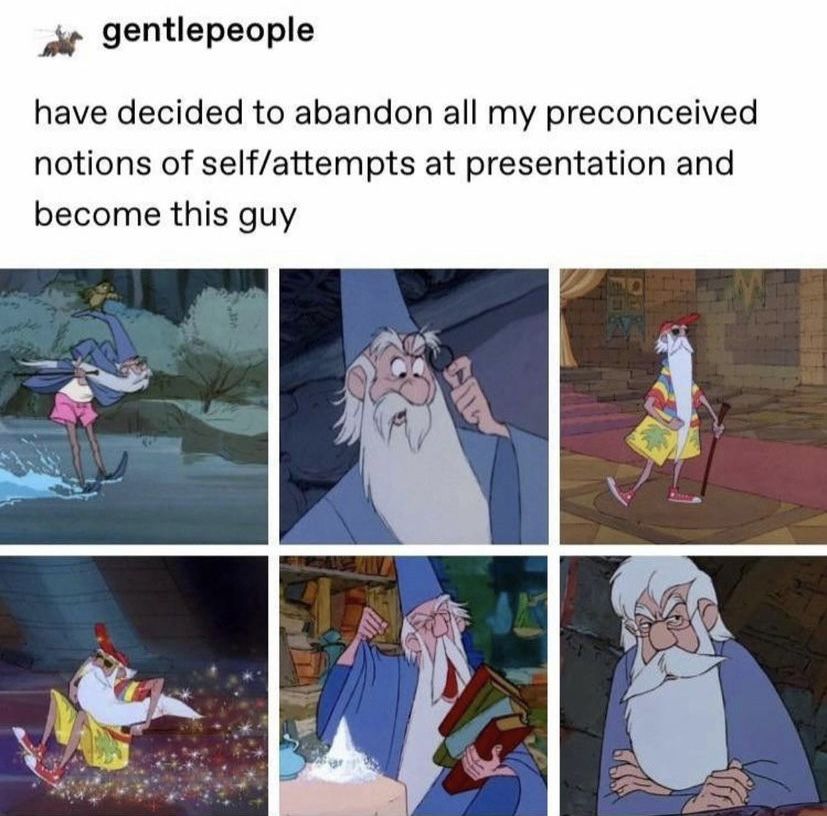 gentlepeople
have decided to abandon all my preconceived
notions of self/attempts at presentation and
become this guy